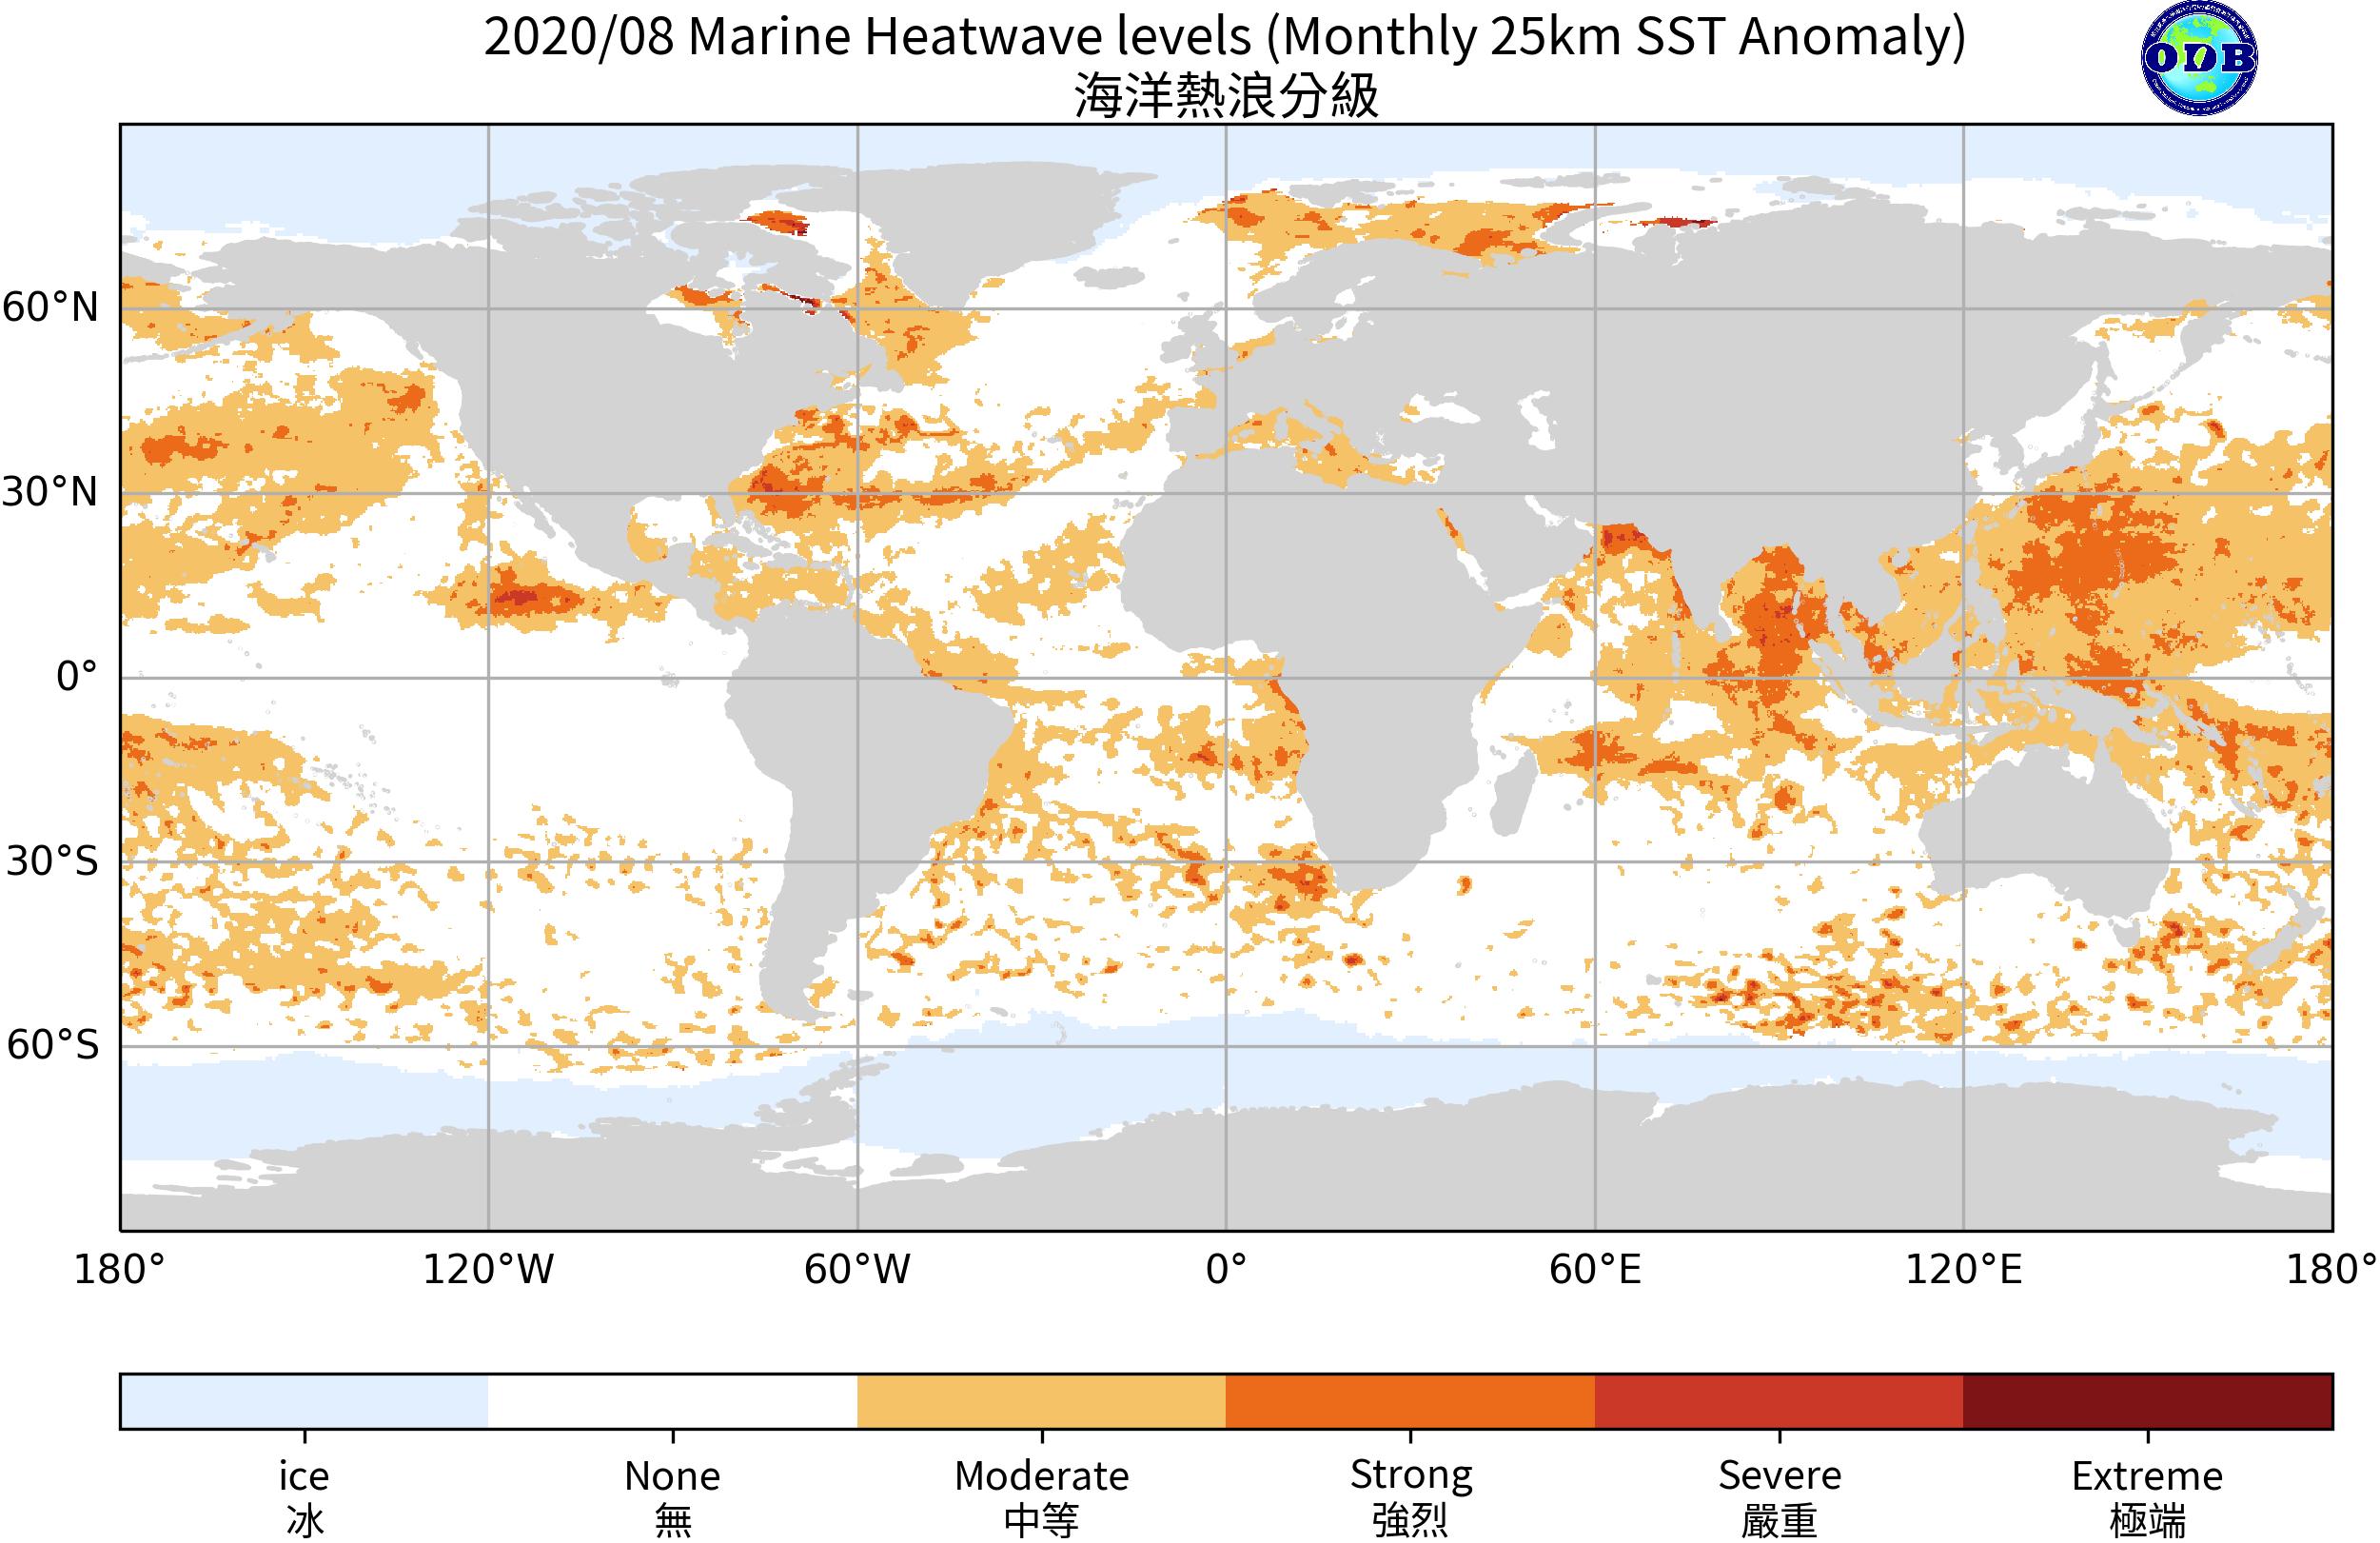 2020/08 Marine Heatwave levels (Monthly 25km SST Anomaly)
海洋熱浪分級
ODB
60°N
30°N
0°
30°S
60°S
180° 120°W 60°W 0° 60°E 120°E 180°
ice None Moderate Strong Severe Extreme
冰 無 中等 強烈 嚴重 極端